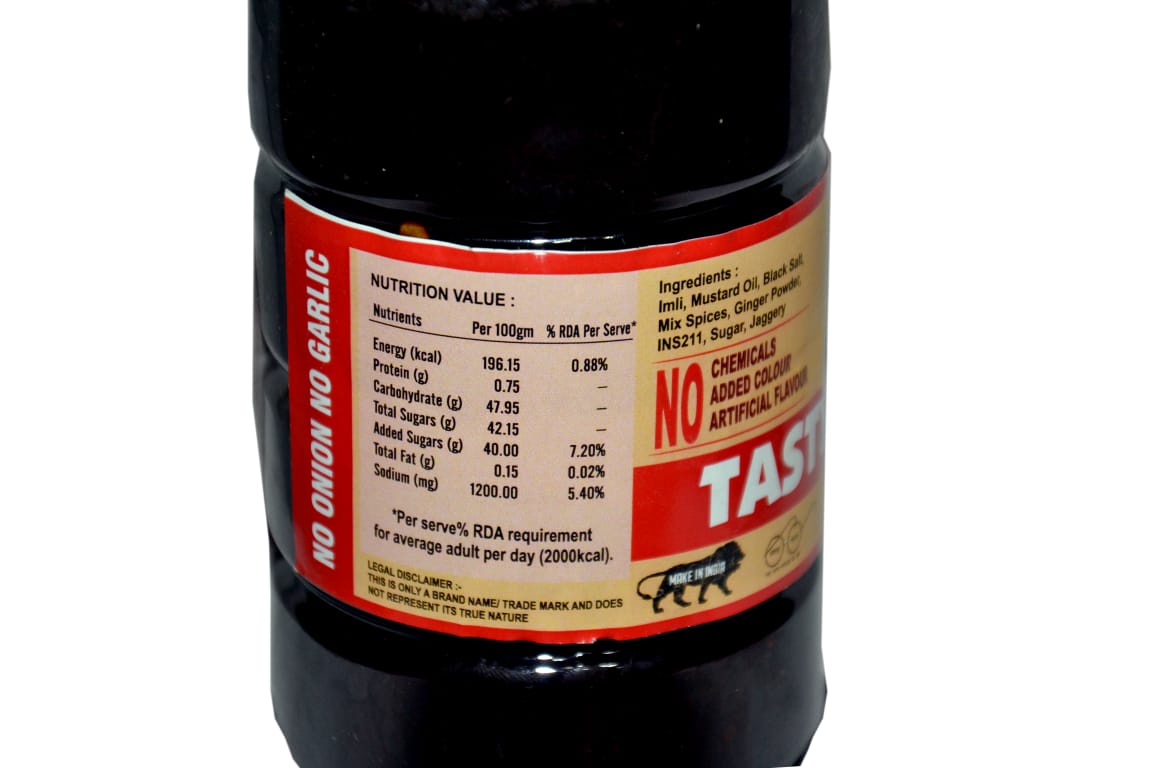 NO ONION NO GARLIC
NUTRITION VALUE :
Nutrients Per 100gm % RDA Per Serve*
Energy (kcal) 196.15 0.88%
Protein (g) 0.75 –
Carbohydrate (g) 47.95 –
Total Sugars (g) 42.15 –
Added Sugars (g) 40.00 7.20%
Total Fat (g) 0.15 0.02%
Sodium (mg) 1200.00 5.40%
*Per serve% RDA requirement
for average adult per day (2000kcal).
LEGAL DISCLAIMER :-
THIS IS ONLY A BRAND NAME/ TRADE MARK AND DOES
NOT REPRESENT ITS TRUE NATURE
Ingredients :
Imli, Mustard Oil, Black Salt,
Mix Spices, Ginger Powder,
INS211, Sugar, Jaggery
NO
CHEMICALS
ADDED COLOUR
ARTIFICIAL FLAVOUR
TAST
MAKE IN INDIA